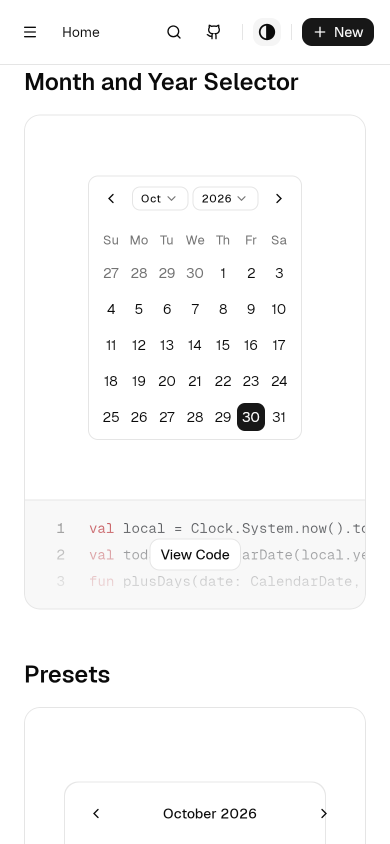 Home
New
Month and Year Selector
Oct 2026
Su Mo Tu We Th Fr Sa
27 28 29 30 1 2 3
4 5 6 7 8 9 10
11 12 13 14 15 16 17
18 19 20 21 22 23 24
25 26 27 28 29 30 31
1 val local = Clock.System.now().to
2 val tod arDate(local.ye
View Code
3 fun plusDays(date: CalendarDate,
Presets
October 2026